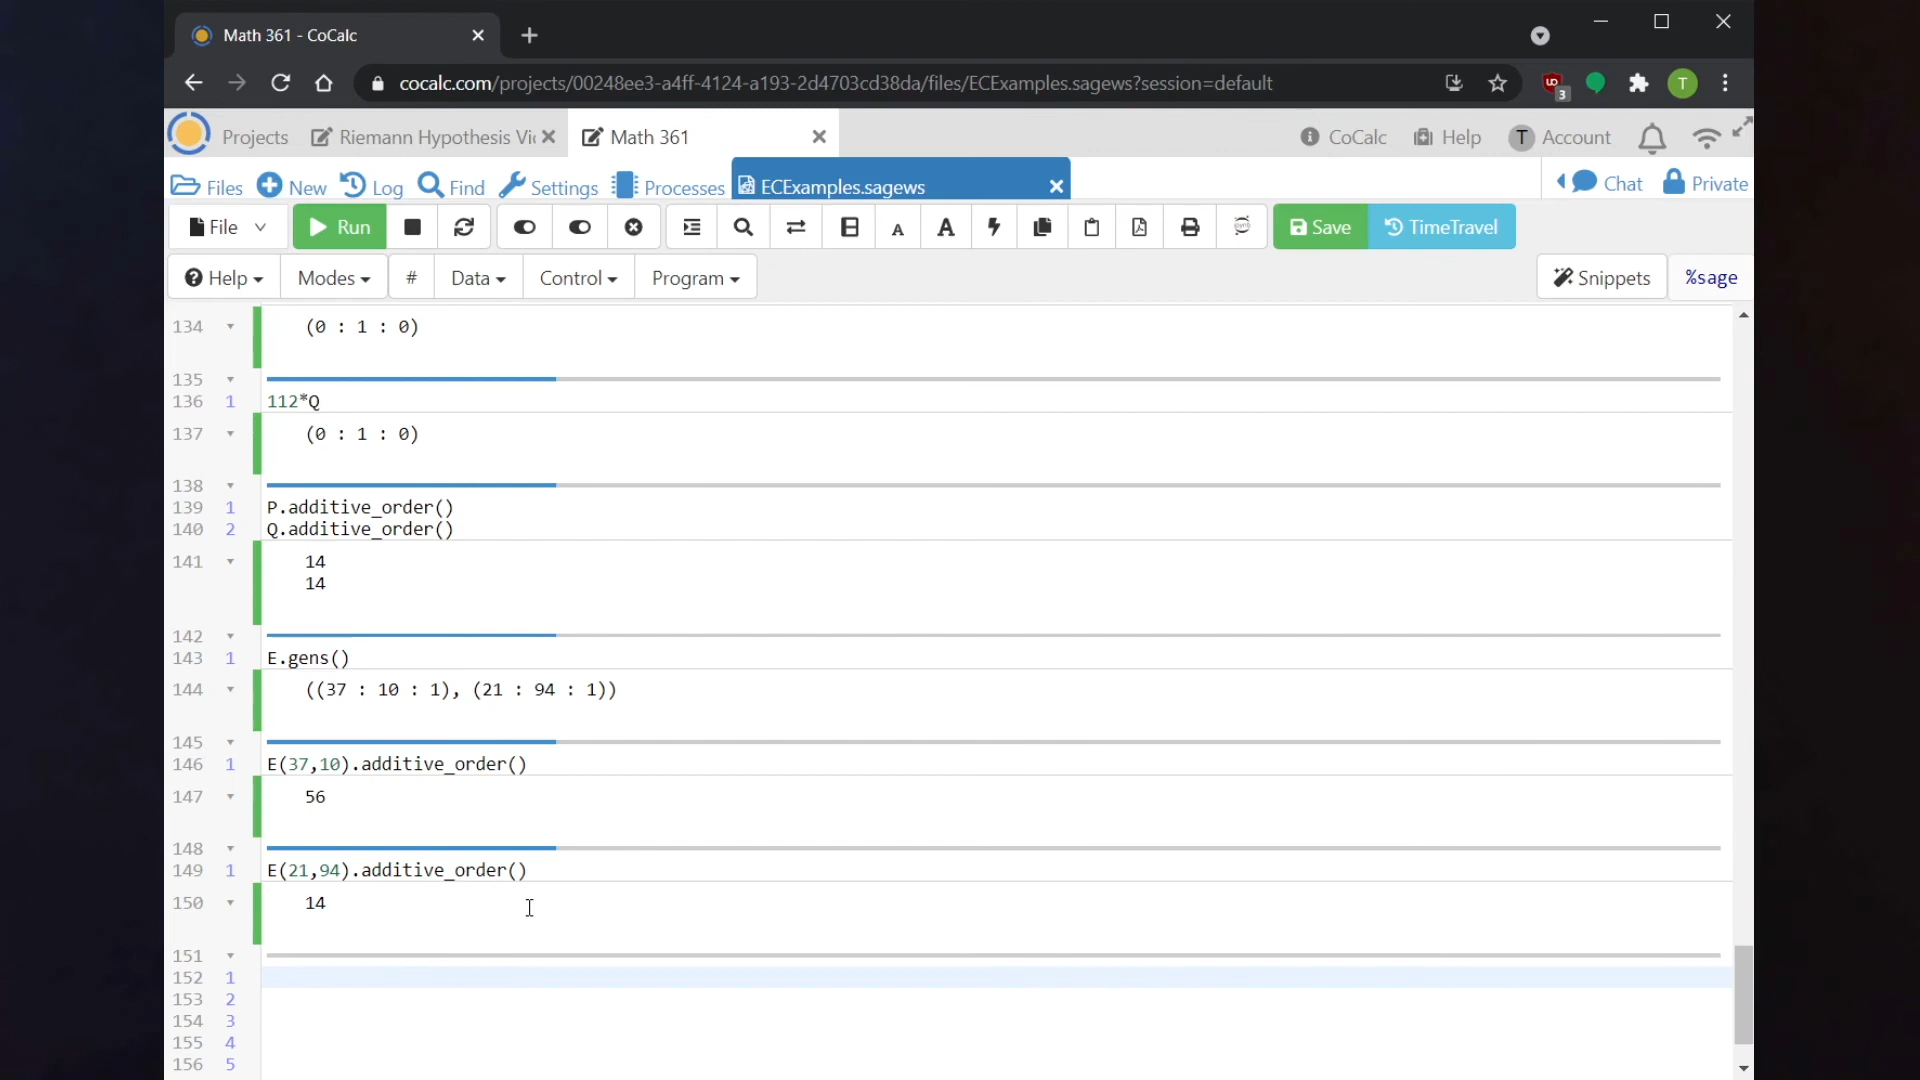 Math 361 - CoCalc
cocalc.com/projects/00248ee3-a4ff-4124-a193-2d4703cd38da/files/ECExamples.sagews?session=default
uo
3
T
Projects
Riemann Hypothesis Vi
Math 361
CoCalc
Help
T Account
Files
New
Log
Find
Settings
Processes
ECExamples.sagews
Chat
Private
File
Run
A
A
Save
TimeTravel
Help
Modes
#
Data
Control
Program
Snippets
%sage
134 (0 : 1 : 0)
135
136 1 112*Q
137 (0 : 1 : 0)
138
139 1 P.additive_order()
140 2 Q.additive_order()
141 14
14
142
143 1 E.gens()
144 ((37 : 10 : 1), (21 : 94 : 1))
145
146 1 E(37,10).additive_order()
147 56
148
149 1 E(21,94).additive_order()
150 14
151
152 1
153 2
154 3
155 4
156 5